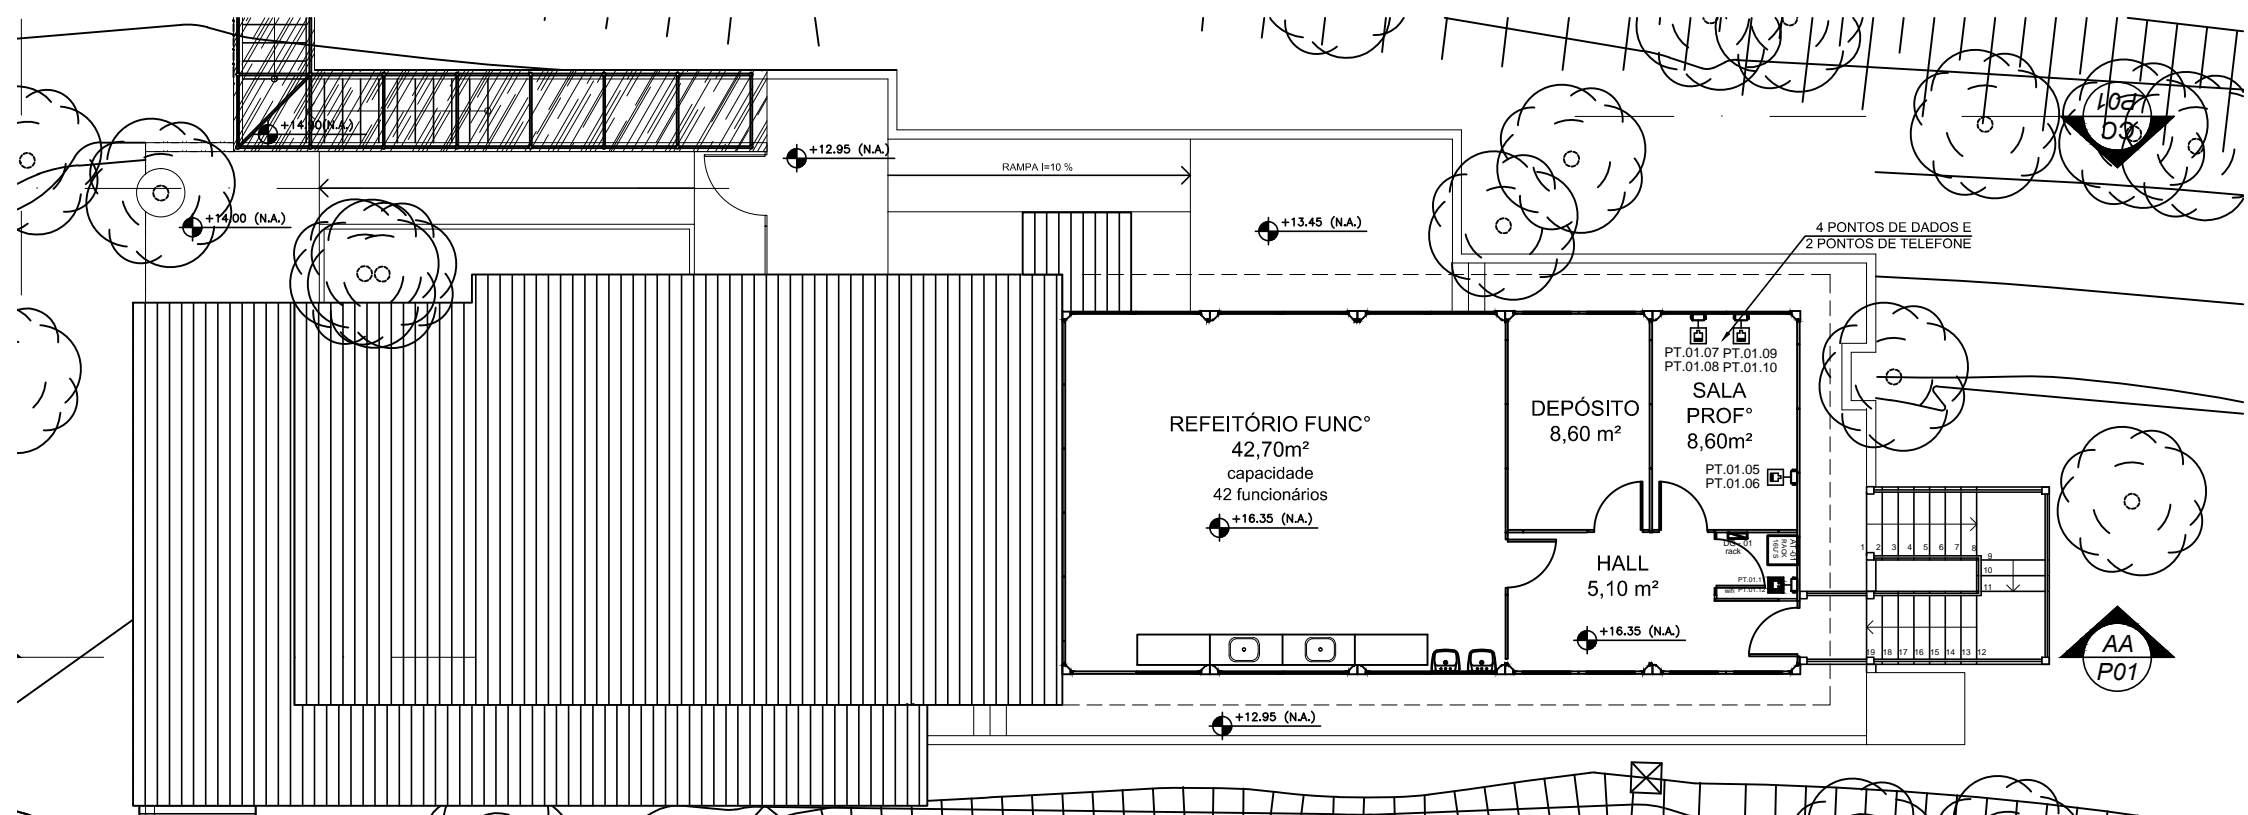 P01
CC
+14.00(N.A.)
+12.95 (N.A.)
RAMPA I=10 %
+14.00 (N.A.)
+13.45 (N.A.)
4 PONTOS DE DADOS E
2 PONTOS DE TELEFONE
PT.01.07 PT.01.09
PT.01.08 PT.01.10
SALA
PROF°
8,60m²
DEPÓSITO
8,60 m²
REFEITÓRIO FUNC°
42,70m²
capacidade
42 funcionários
+16.35 (N.A.)
PT.01.05
PT.01.06
rack
RACK
HALL
5,10 m²
+16.35 (N.A.)
1 2 3 4 5 6 7 8
9
10
11
19 18 17 16 15 14 13 12
AA
P01
+12.95 (N.A.)